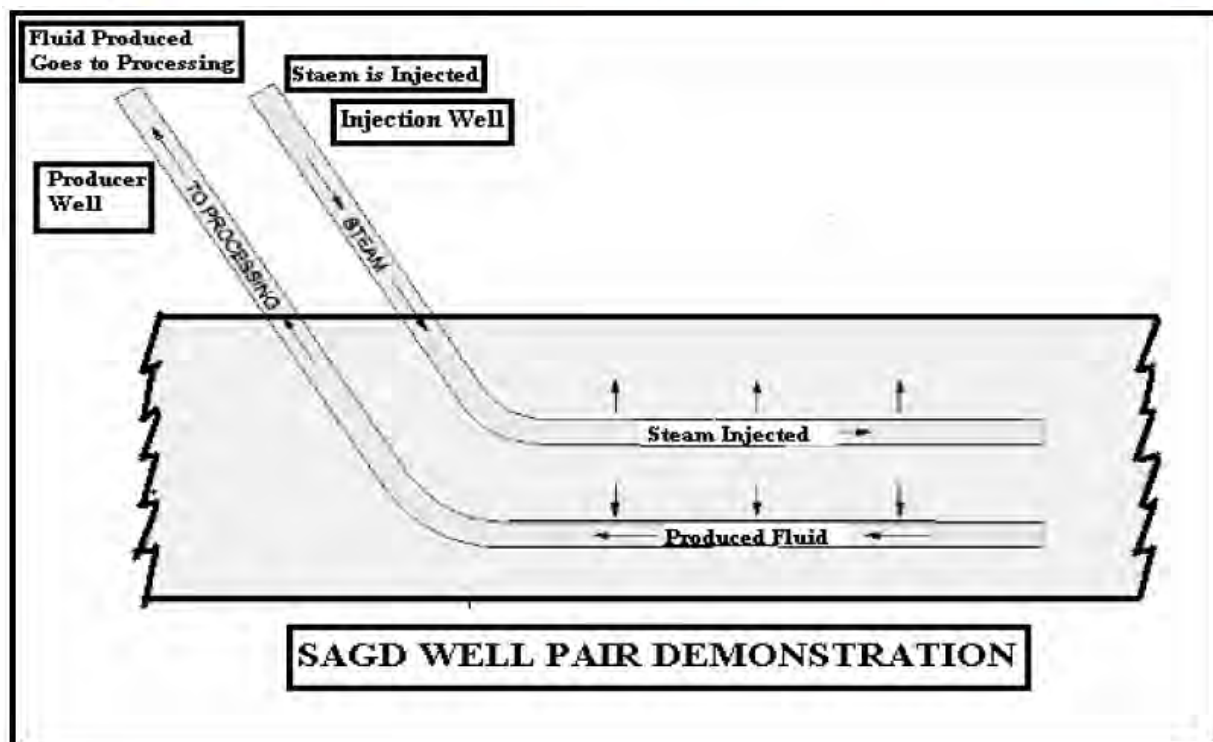 Fluid Produced
Goes to Processing
Staem is Injected
Injection Well
Producer
Well
TO PROCESSING
STEAM
Steam Injected
Produced Fluid
SAGD WELL PAIR DEMONSTRATION